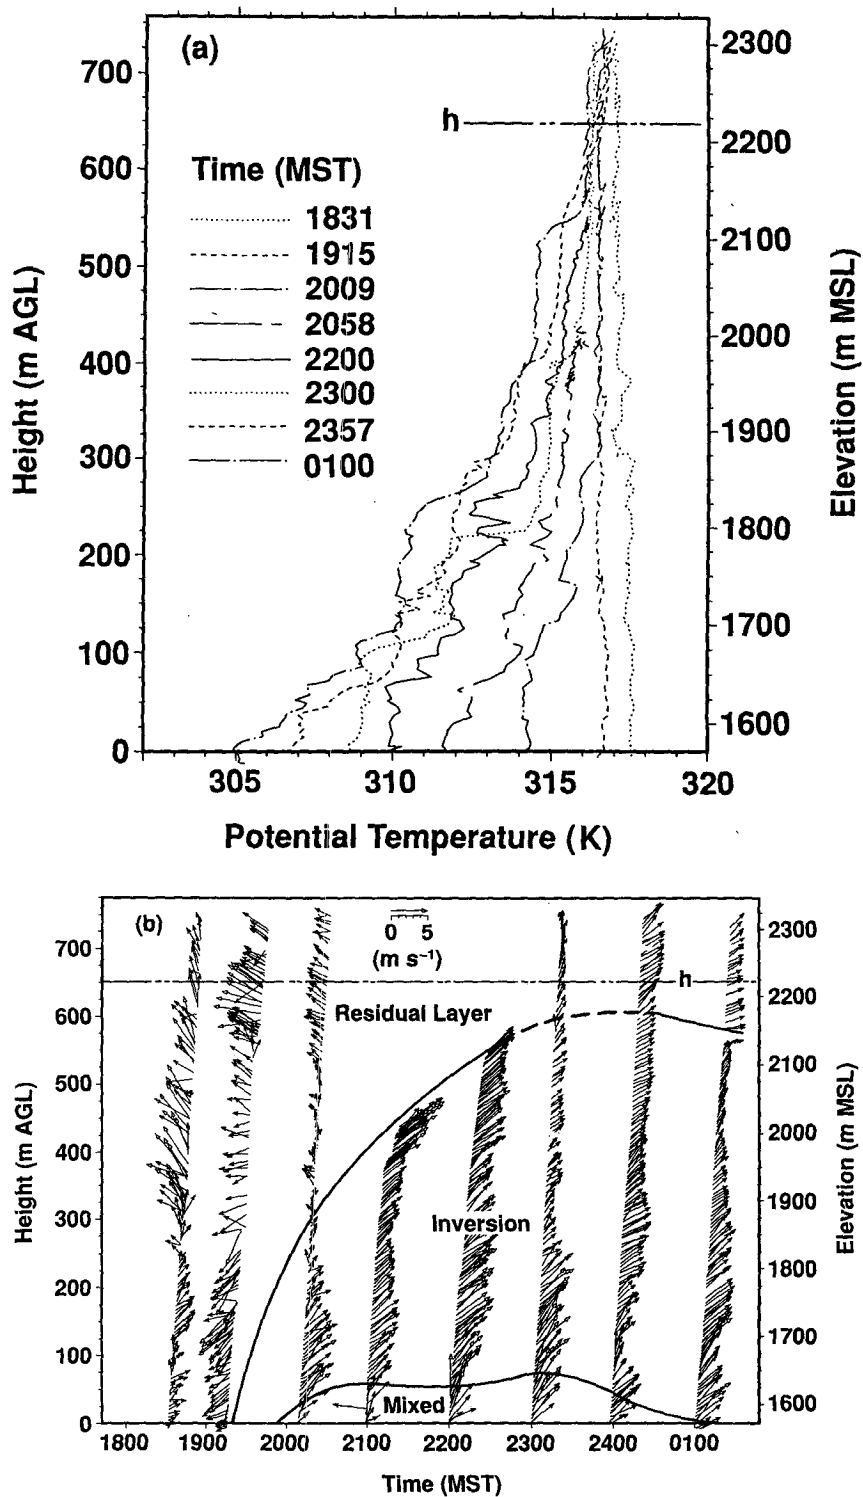 (a)
700
600
500
400
300
200
100
0
Height (m AGL)
h
Time (MST)
1831
1915
2009
2058
2200
2300
2357
0100
2300
2200
2100
2000
1900
1800
1700
1600
Elevation (m MSL)
305 310 315 320
Potential Temperature (K)
(b)
0 5
(m s⁻¹)
700
600
500
400
300
200
100
0
Height (m AGL)
h
Residual Layer
Inversion
Mixed
2300
2200
2100
2000
1900
1800
1700
1600
Elevation (m MSL)
1800 1900 2000 2100 2200 2300 2400 0100
Time (MST)